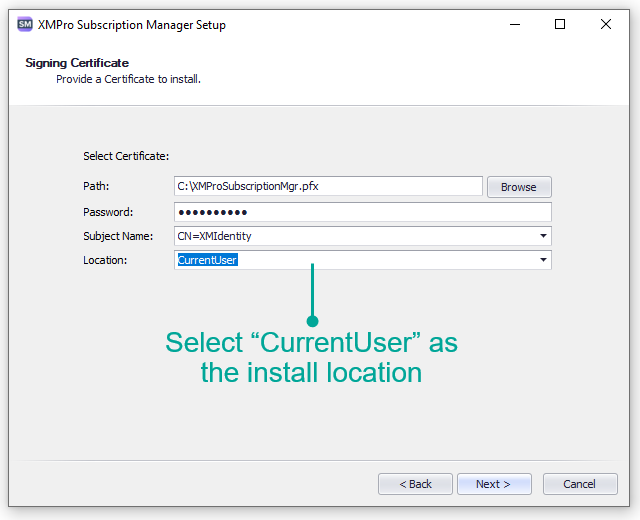 SM XMPro Subscription Manager Setup
Signing Certificate
Provide a Certificate to install.
Select Certificate:
Path: C:\XMProSubscriptionMgr.pfx Browse
Password: ●●●●●●●●●●
Subject Name: CN=XMIdentity
Location: CurrentUser
Select “CurrentUser” as
the install location
< Back Next > Cancel